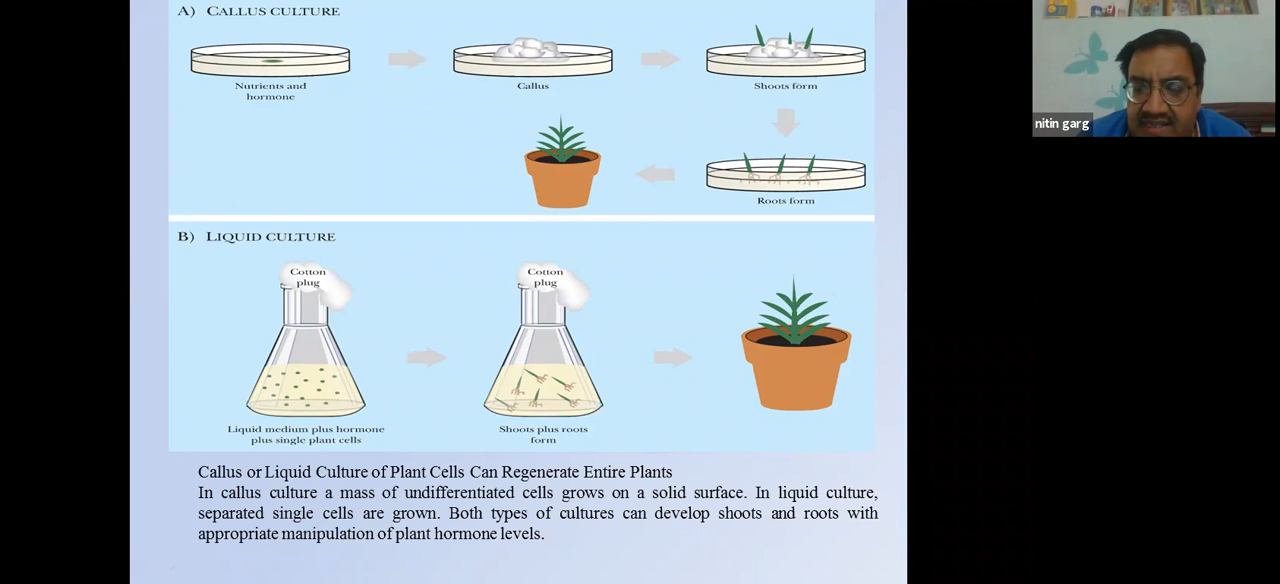 A) CALLUS CULTURE
Nutrients and
hormone
Callus
Shoots form
Roots form
B) LIQUID CULTURE
Cotton
plug
Cotton
plug
Liquid medium plus hormone
plus single plant cells
Shoots plus roots
form
Callus or Liquid Culture of Plant Cells Can Regenerate Entire Plants
In callus culture a mass of undifferentiated cells grows on a solid surface. In liquid culture,
separated single cells are grown. Both types of cultures can develop shoots and roots with
appropriate manipulation of plant hormone levels.
nitin garg